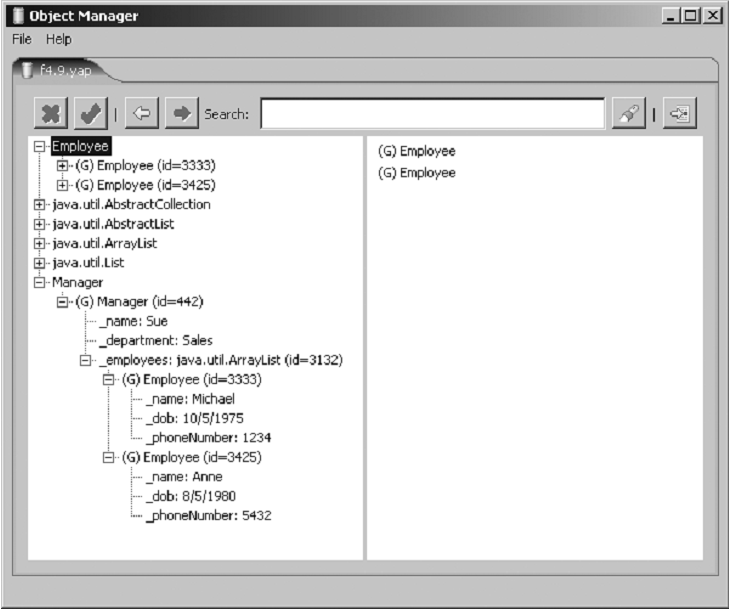 Object Manager
File Help
f4.9.yap
Search:
Employee
(G) Employee (id=3333)
(G) Employee (id=3425)
java.util.AbstractCollection
java.util.AbstractList
java.util.ArrayList
java.util.List
Manager
(G) Manager (id=442)
_name: Sue
_department: Sales
_employees: java.util.ArrayList (id=3132)
(G) Employee (id=3333)
_name: Michael
_dob: 10/5/1975
_phoneNumber: 1234
(G) Employee (id=3425)
_name: Anne
_dob: 8/5/1980
_phoneNumber: 5432
(G) Employee
(G) Employee